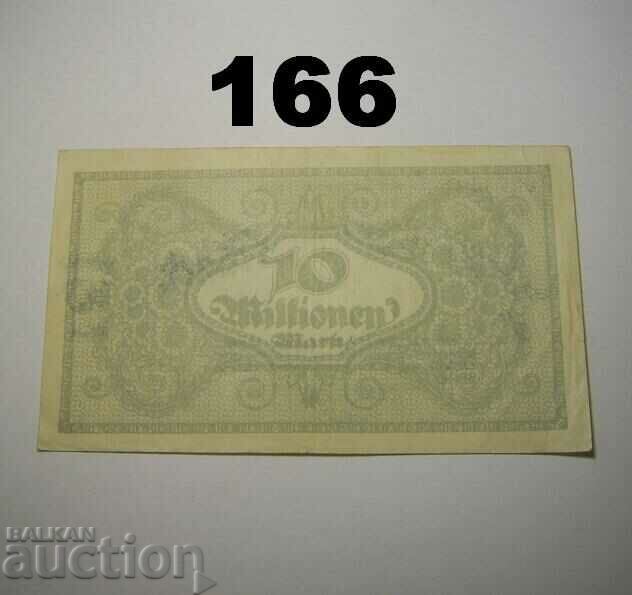 166
10
Millionen
Mark
BALKAN
auction